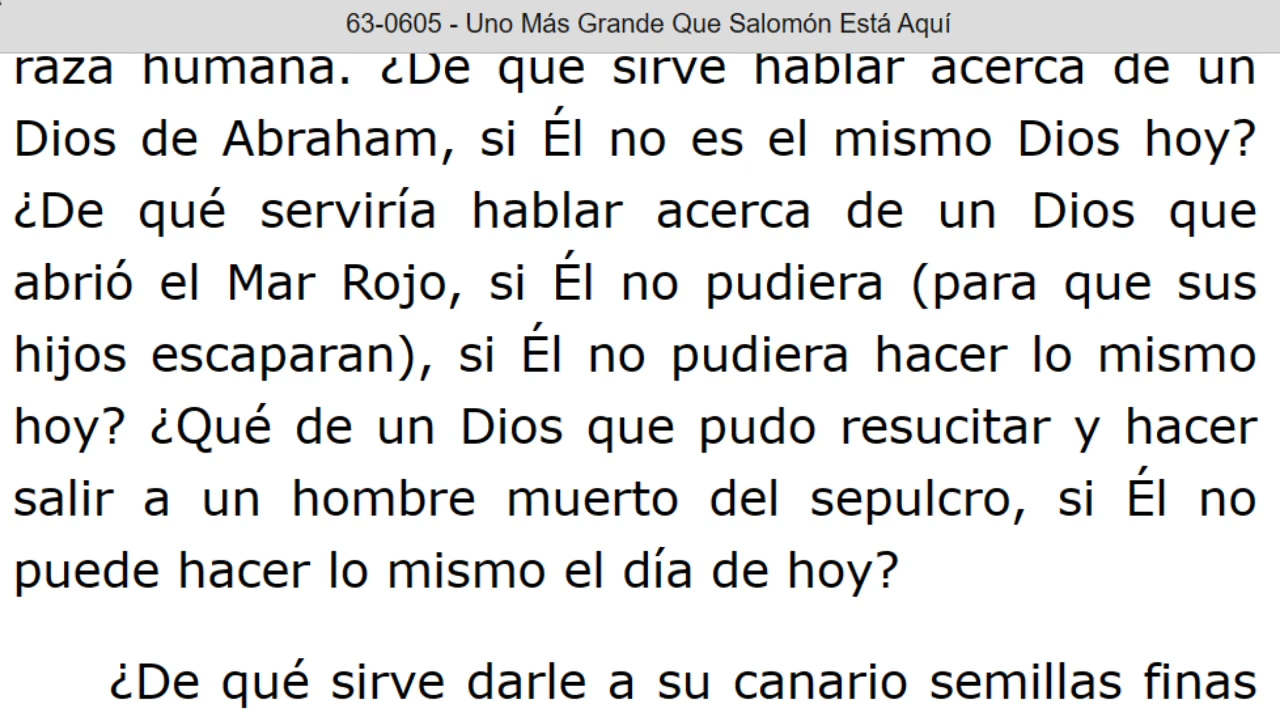 63-0605 - Uno Más Grande Que Salomón Está Aquí
raza humana. ¿De qué sirve hablar acerca de un
Dios de Abraham, si Él no es el mismo Dios hoy?
¿De qué serviría hablar acerca de un Dios que
abrió el Mar Rojo, si Él no pudiera (para que sus
hijos escaparan), si Él no pudiera hacer lo mismo
hoy? ¿Qué de un Dios que pudo resucitar y hacer
salir a un hombre muerto del sepulcro, si Él no
puede hacer lo mismo el día de hoy?
¿De qué sirve darle a su canario semillas finas